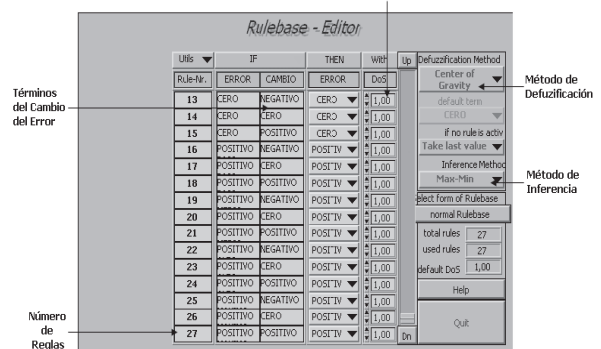 Rulebase - Editor
Utils IF THEN With Up Defuzzification Method
Rule-Nr. ERROR CAMBIO ERROR DoS Center of Gravity
13 CERO NEGATIVO CERO 1,00
default term
14 CERO CERO CERO 1,00 CERO
15 CERO POSITIVO CERO 1,00 if no rule is activ
16 POSITIVO NEGATIVO POSITIV 1,00 Take last value
17 POSITIVO CERO POSITIV 1,00 Inference Method
18 POSITIVO POSITIVO POSITIV 1,00 Max-Min
19 POSITIVO NEGATIVO POSITIV 1,00 elect form of Rulebase
20 POSITIVO CERO POSITIV 1,00 normal Rulebase
21 POSITIVO POSITIVO POSITIV 1,00 total rules 27
22 POSITIVO NEGATIVO POSITIV 1,00 used rules 27
23 POSITIVO CERO POSITIV 1,00 default DoS 1,00
24 POSITIVO POSITIVO POSITIV 1,00 Help
25 POSITIVO NEGATIVO POSITIV 1,00
26 POSITIVO CERO POSITIV 1,00 Quit
27 POSITIVO POSITIVO POSITIV 1,00 Dn
Términos
del Cambio
del Error
Número
de
Reglas
Método de
Defuzificación
Método de
Inferencia